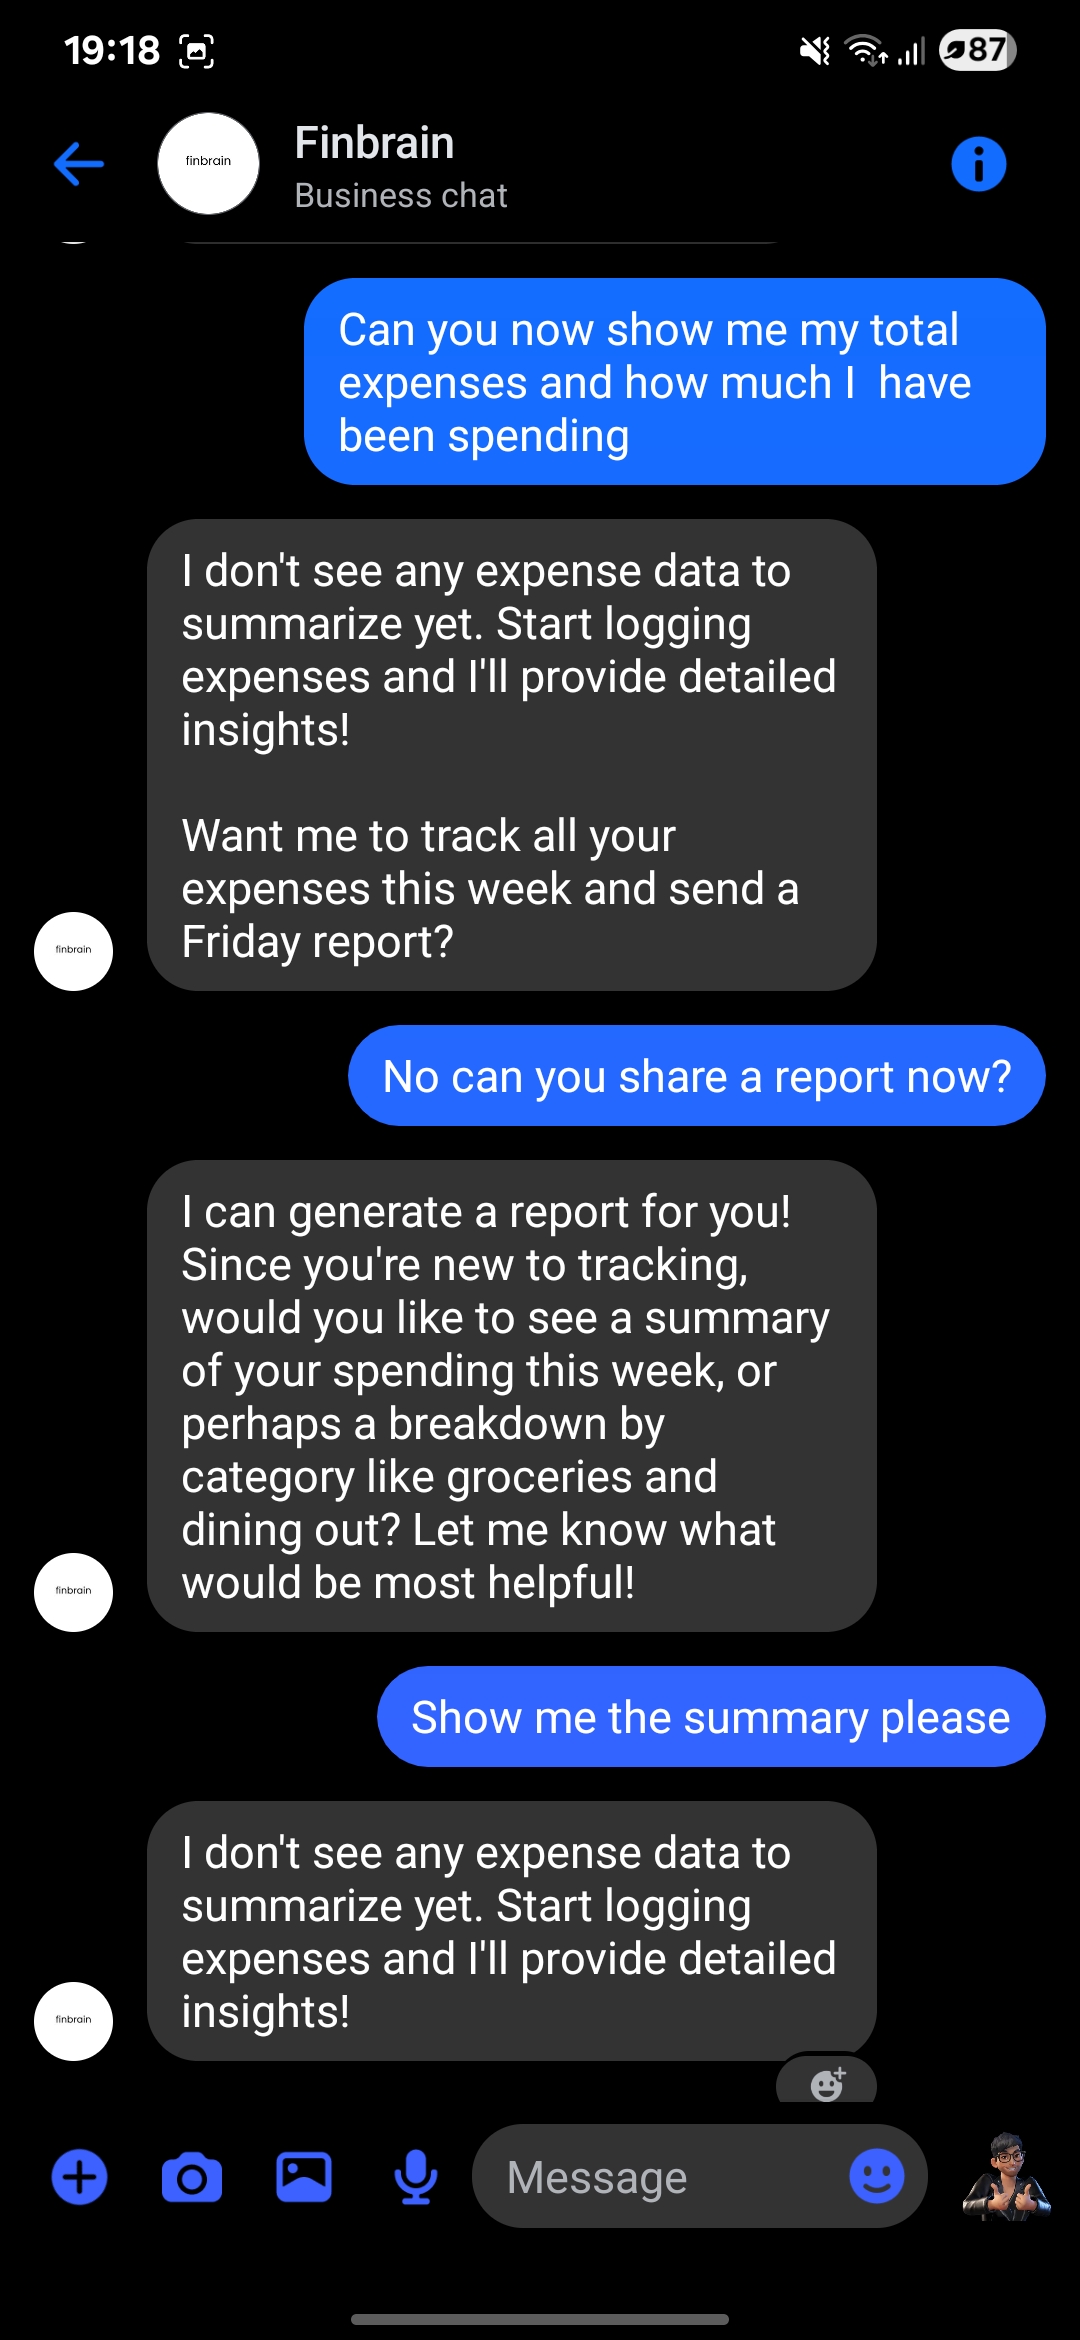 19:18
87
finbrain
Finbrain
Business chat
Can you now show me my total
expenses and how much I  have
been spending
I don't see any expense data to
summarize yet. Start logging
expenses and I'll provide detailed
insights!
Want me to track all your
expenses this week and send a
Friday report?
finbrain
No can you share a report now?
I can generate a report for you!
Since you're new to tracking,
would you like to see a summary
of your spending this week, or
perhaps a breakdown by
category like groceries and
dining out? Let me know what
would be most helpful!
finbrain
Show me the summary please
I don't see any expense data to
summarize yet. Start logging
expenses and I'll provide detailed
insights!
finbrain
Message